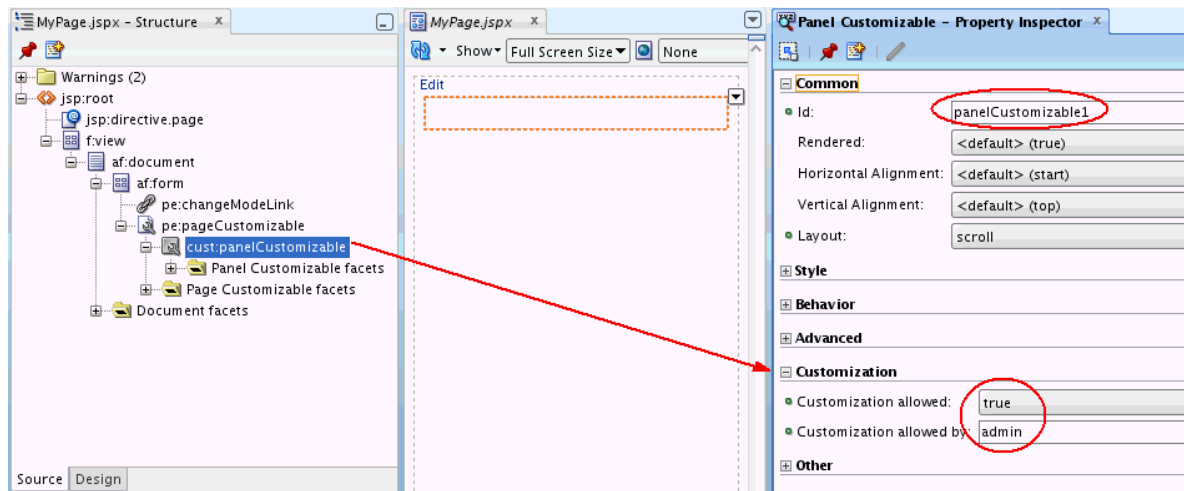 MyPage.jspx - Structure x
Warnings (2)
jsp:root
jsp:directive.page
f:view
af:document
af:form
pe:changeModeLink
pe:pageCustomizable
cust:panelCustomizable
Panel Customizable facets
Page Customizable facets
Document facets
Source Design
MyPage.jspx x
Show Full Screen Size None
Edit
Panel Customizable - Property Inspector x
Common
Id: panelCustomizable1
Rendered: <default> (true)
Horizontal Alignment: <default> (start)
Vertical Alignment: <default> (top)
Layout: scroll
Style
Behavior
Advanced
Customization
Customization allowed: true
Customization allowed by: admin
Other